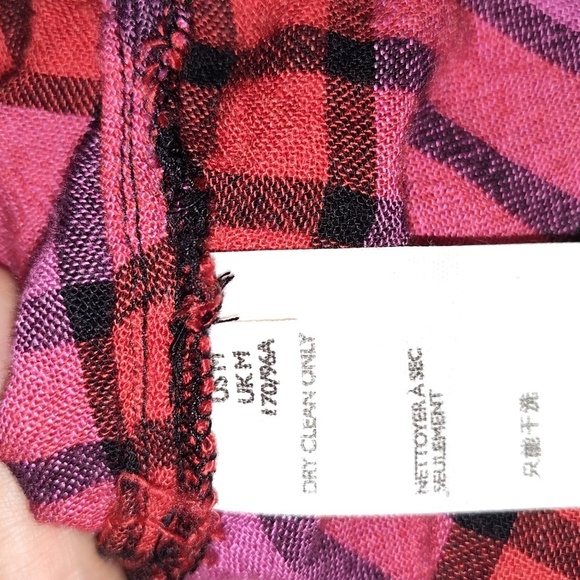 US M
UK M
170/96A
DRY CLEAN ONLY
NETTOYER A SEC
SEULEMENT
只能干洗